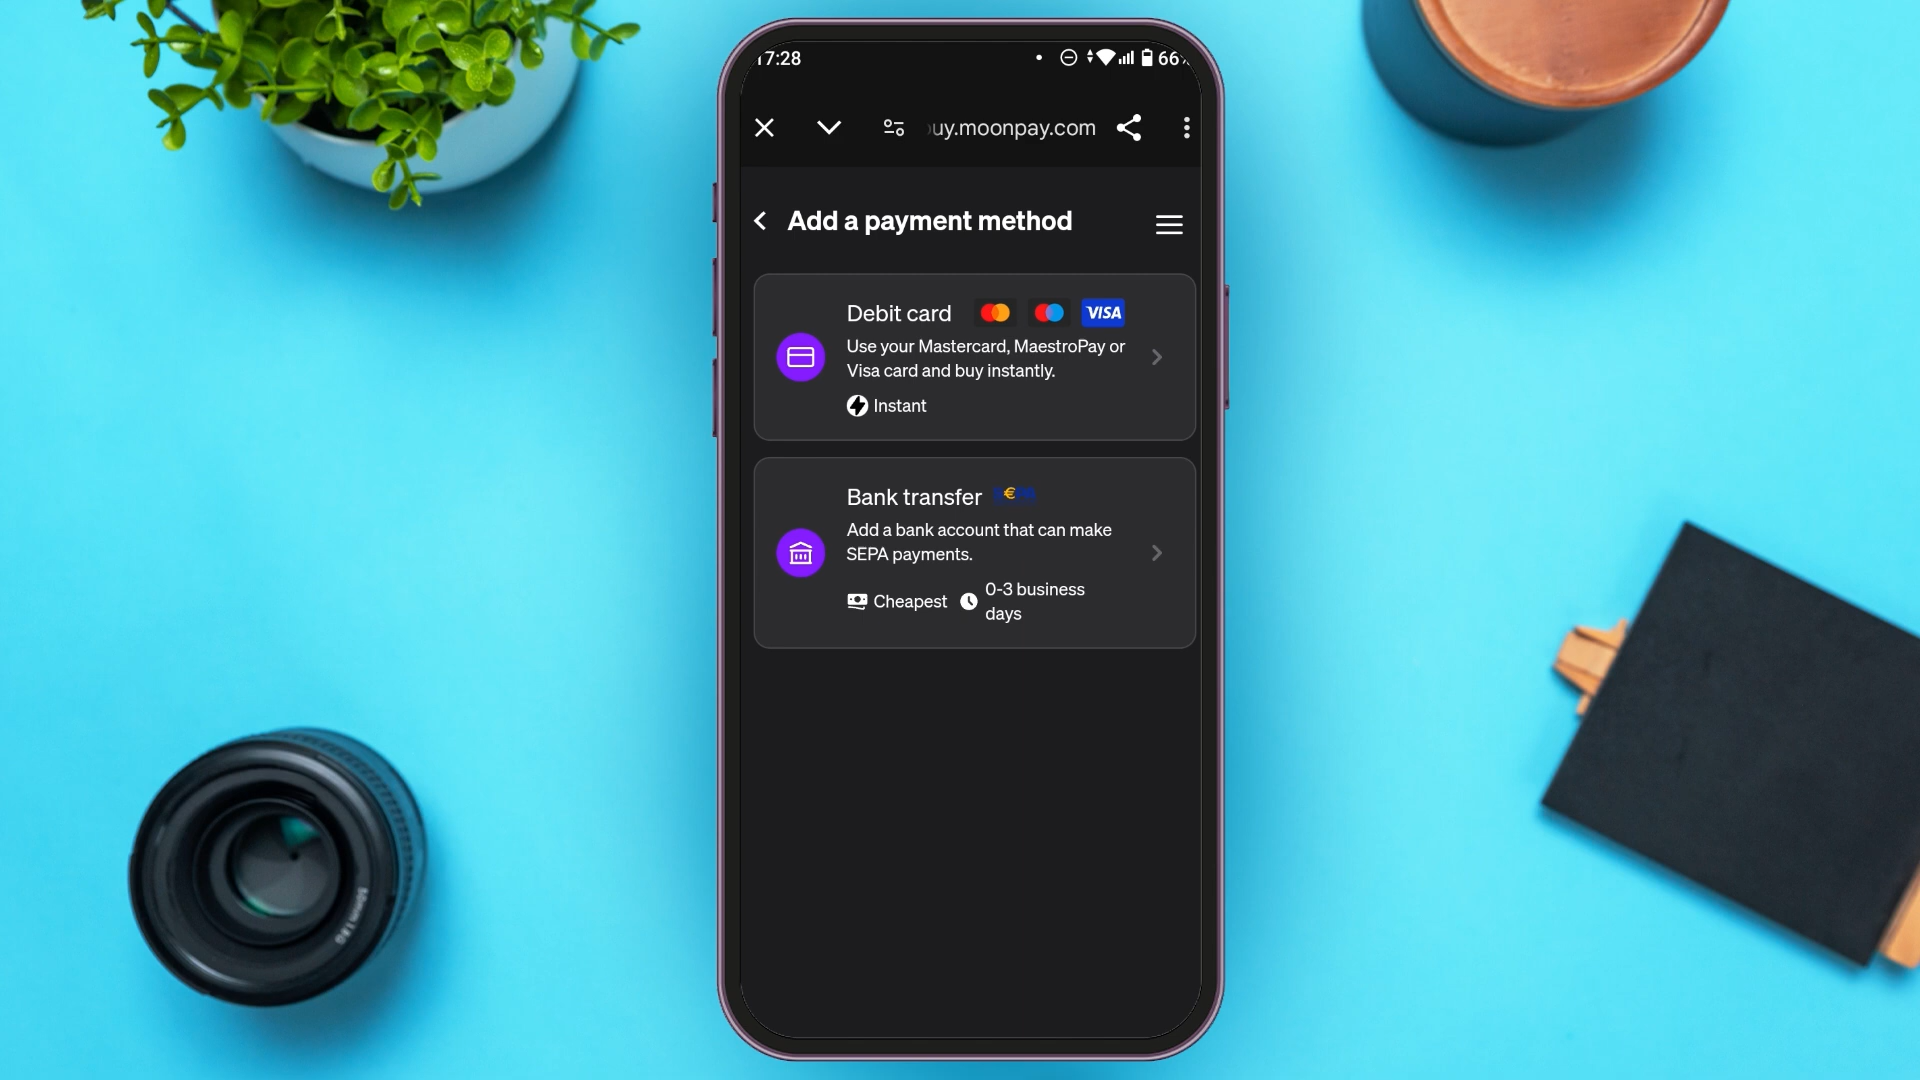 17:28
66
uy.moonpay.com
Add a payment method
Debit card VISA
Use your Mastercard, MaestroPay or
Visa card and buy instantly.
Instant
Bank transfer
Add a bank account that can make
SEPA payments.
Cheapest
0-3 business
days